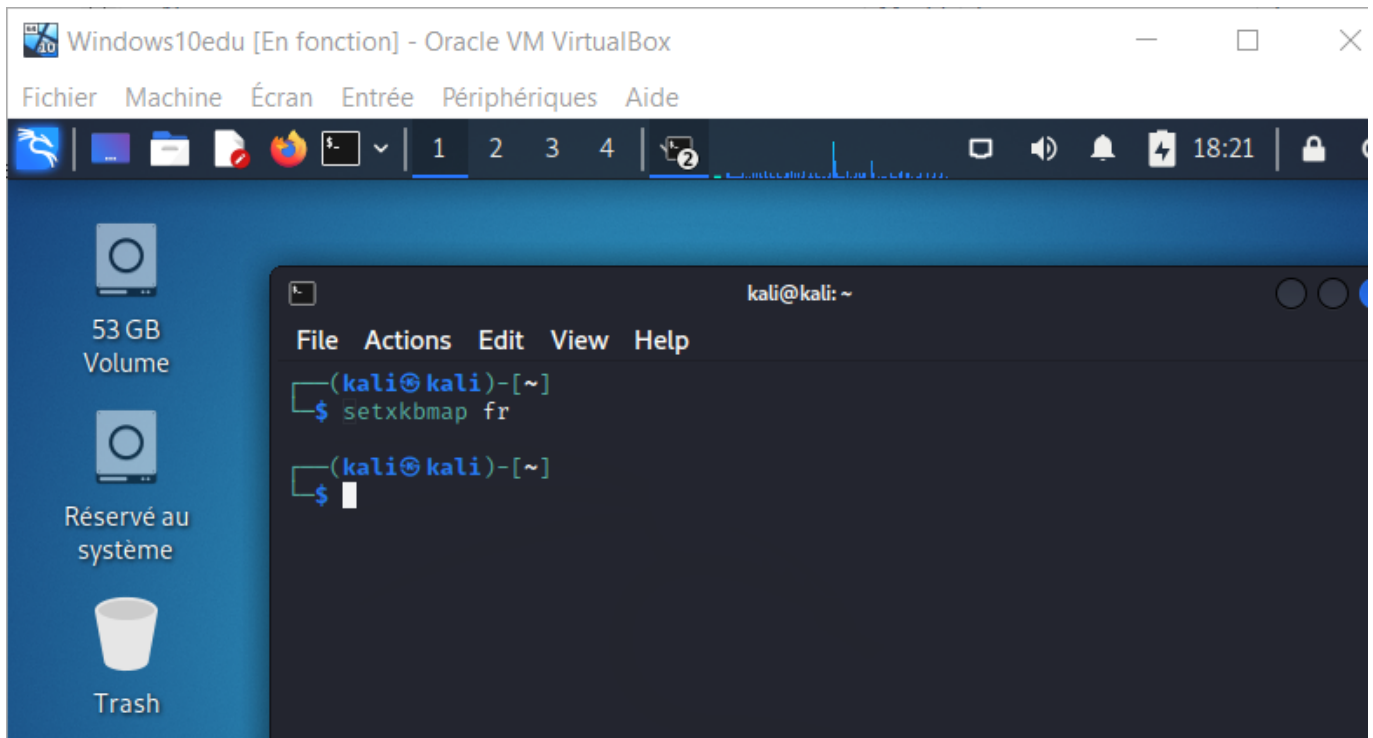 Windows10edu [En fonction] - Oracle VM VirtualBox
Fichier Machine Écran Entrée Périphériques Aide
1 2 3 4 2 18:21
53 GB
Volume
Réservé au
système
Trash
kali@kali: ~
File Actions Edit View Help
┌──(kali㉿kali)-[~]
└─$ setxkbmap fr
┌──(kali㉿kali)-[~]
└─$